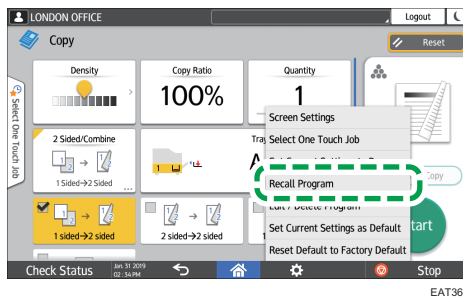 LONDON OFFICE
Logout
Copy
Reset
Select One Touch Job
Density
Copy Ratio
100%
Quantity
1
2 Sided/Combine
1 Sided→2 Sided
1 sided→2 sided
2 sided→2 sided
Screen Settings
Select One Touch Job
Recall Program
Edit / Delete Program
Set Current Settings as Default
Reset Default to Factory Default
Copy
Check Status
Jan. 31 2019
02:34 PM
Stop
EAT36